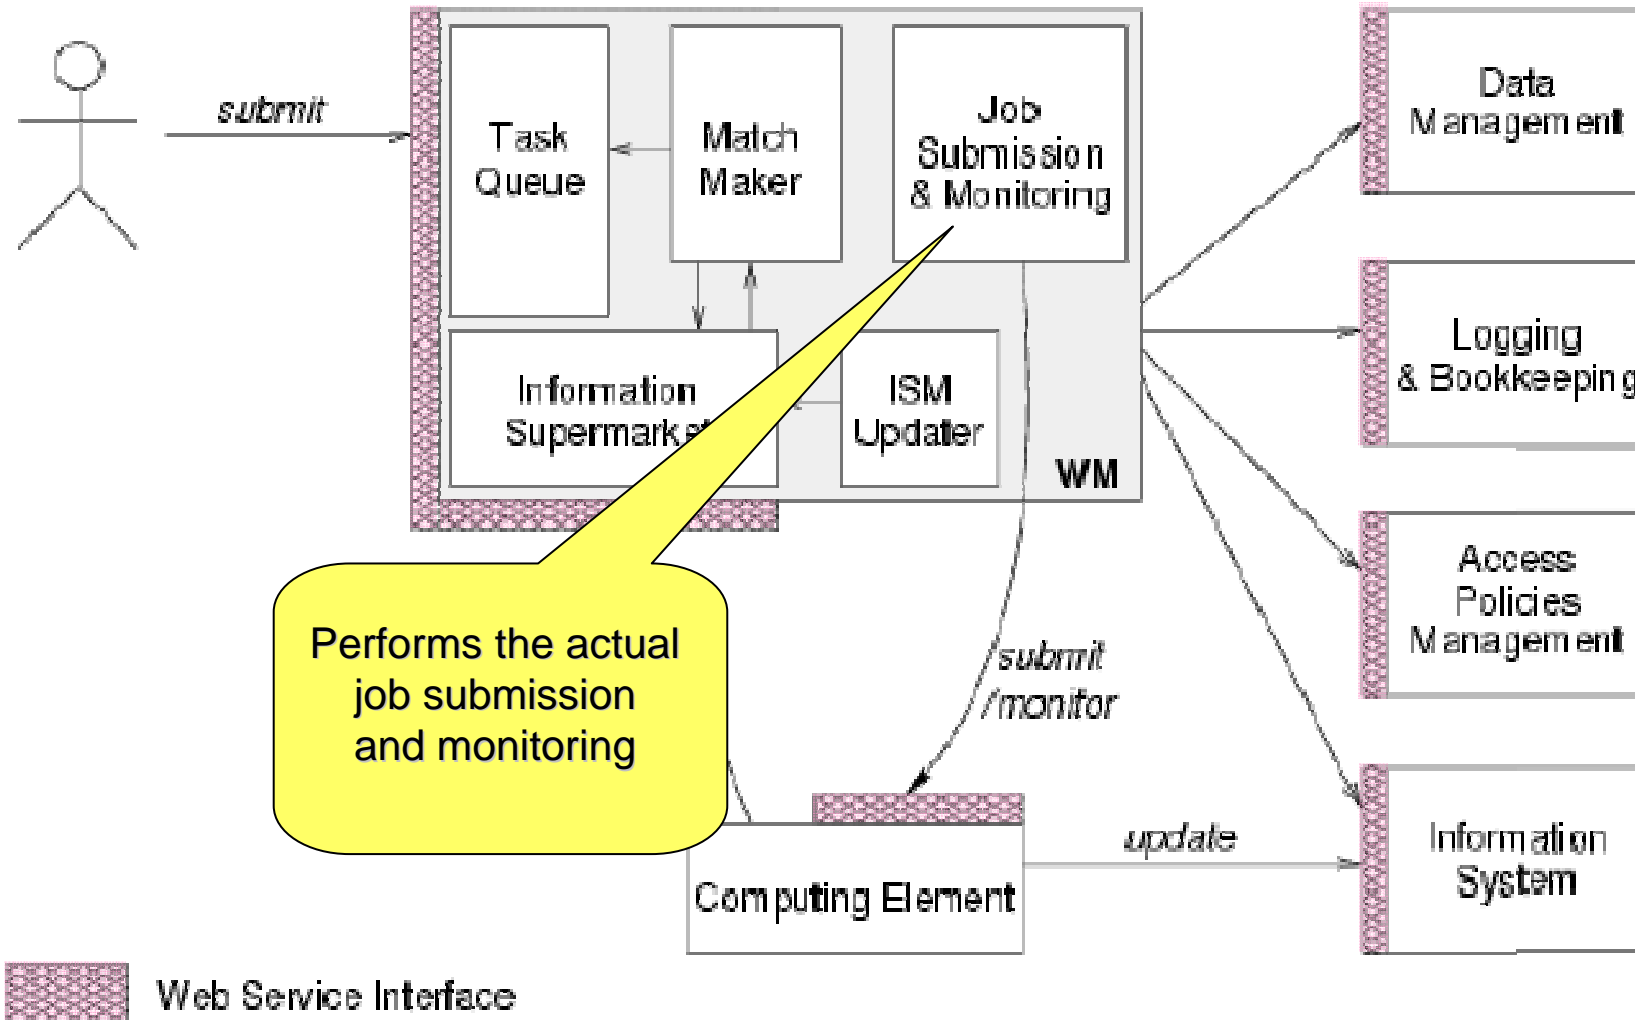 submit
Task
Queue
Match
Maker
Job
Submission
& Monitoring
Information
Supermarket
ISM
Updater
WM
Data
Management
Logging
& Bookkeeping
Access
Policies
Management
Information
System
Performs the actual
job submission
and monitoring
submit
/monitor
update
Computing Element
Web Service Interface